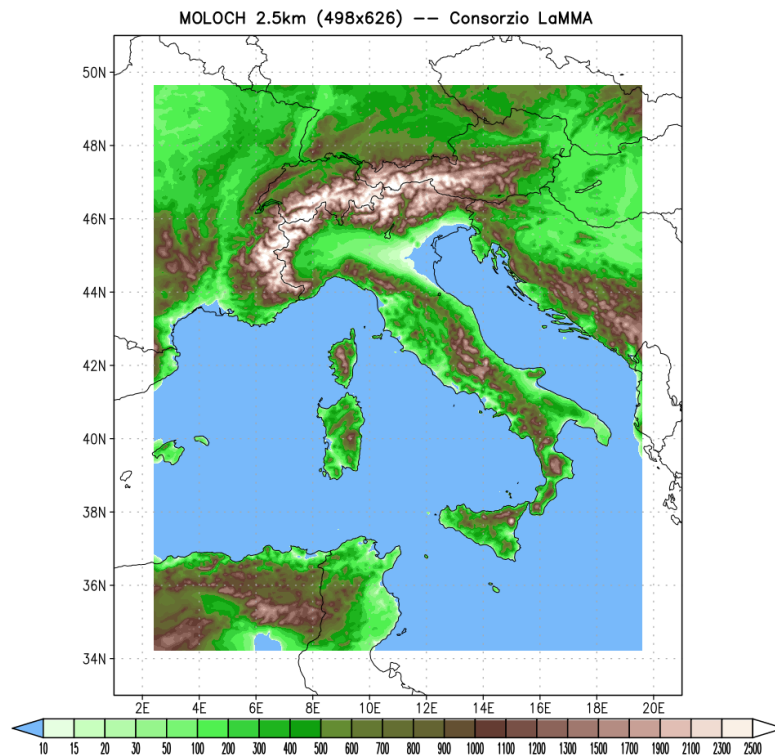 MOLOCH 2.5km (498x626) -- Consorzio LaMMA
50N
48N
46N
44N
42N
40N
38N
36N
34N
2E 4E 6E 8E 10E 12E 14E 16E 18E 20E
10 15 20 30 50 100 200 300 400 500 600 700 800 900 1000 1100 1200 1300 1500 1700 1900 2100 2300 2500